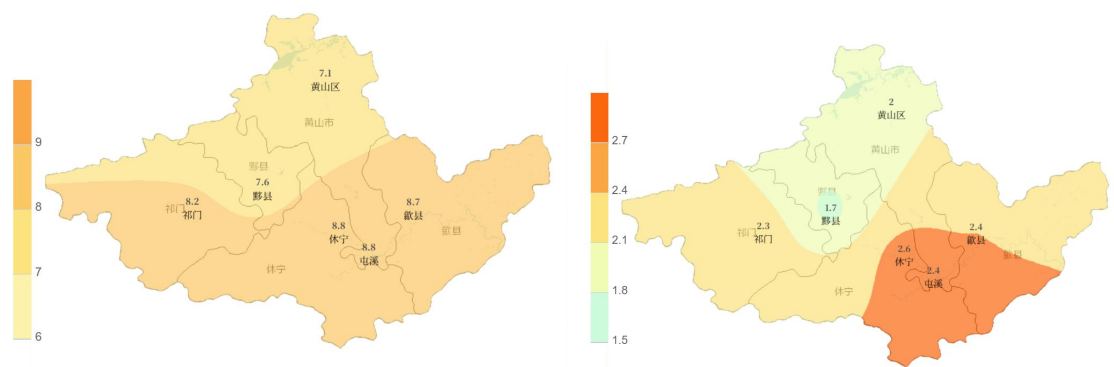 7.1
黄山区
黄山市
黟县
7.6
黟县
祁门
8.2
祁门
8.7
歙县
歙县
8.8
休宁
8.8
屯溪
休宁
9
8
7
6
2
黄山区
黄山市
黟县
1.7
黟县
祁门
2.3
祁门
2.4
歙县
歙县
2.6
休宁
2.4
屯溪
休宁
2.7
2.4
2.1
1.8
1.5